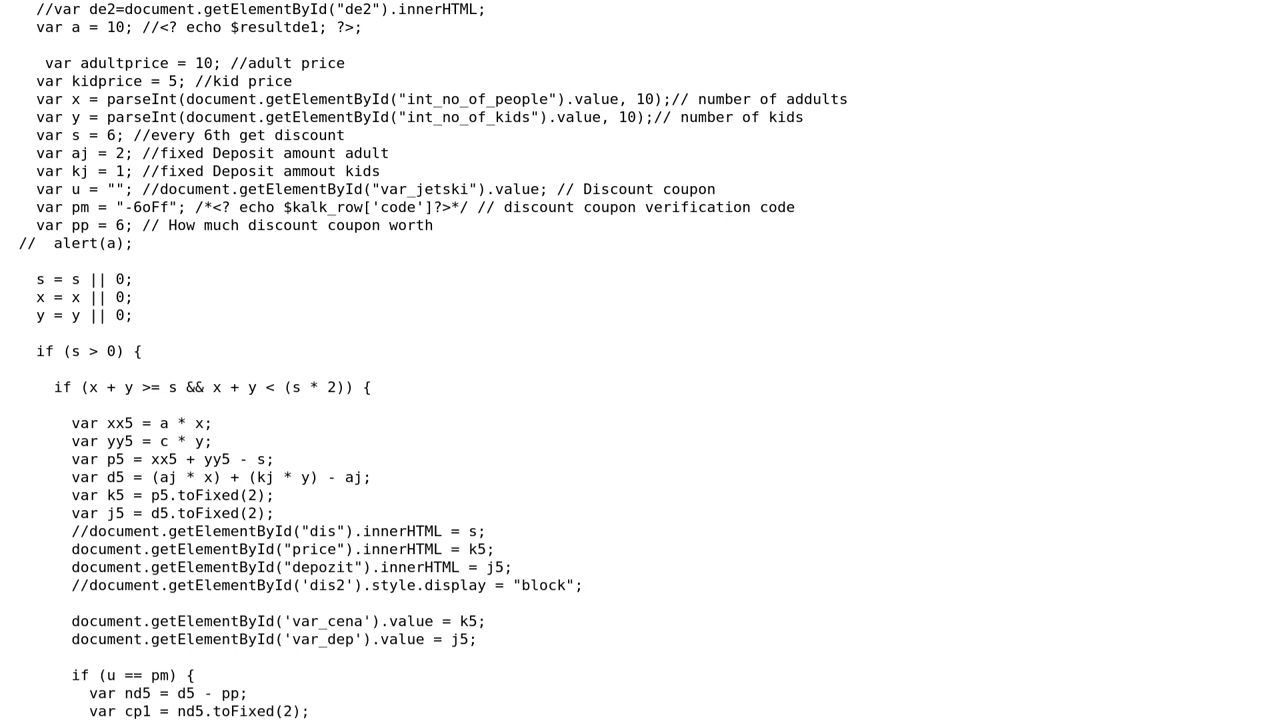 //var de2=document.getElementById("de2").innerHTML;
var a = 10; //<? echo $resultde1; ?>;
var adultprice = 10; //adult price
var kidprice = 5; //kid price
var x = parseInt(document.getElementById("int_no_of_people").value, 10);// number of addults
var y = parseInt(document.getElementById("int_no_of_kids").value, 10);// number of kids
var s = 6; //every 6th get discount
var aj = 2; //fixed Deposit amount adult
var kj = 1; //fixed Deposit ammout kids
var u = ""; //document.getElementById("var_jetski").value; // Discount coupon
var pm = "-6oFf"; /*<? echo $kalk_row['code']?>*/ // discount coupon verification code
var pp = 6; // How much discount coupon worth
//  alert(a);
s = s || 0;
x = x || 0;
y = y || 0;
if (s > 0) {
if (x + y >= s && x + y < (s * 2)) {
var xx5 = a * x;
var yy5 = c * y;
var p5 = xx5 + yy5 - s;
var d5 = (aj * x) + (kj * y) - aj;
var k5 = p5.toFixed(2);
var j5 = d5.toFixed(2);
//document.getElementById("dis").innerHTML = s;
document.getElementById("price").innerHTML = k5;
document.getElementById("depozit").innerHTML = j5;
//document.getElementById('dis2').style.display = "block";
document.getElementById('var_cena').value = k5;
document.getElementById('var_dep').value = j5;
if (u == pm) {
var nd5 = d5 - pp;
var cp1 = nd5.toFixed(2);